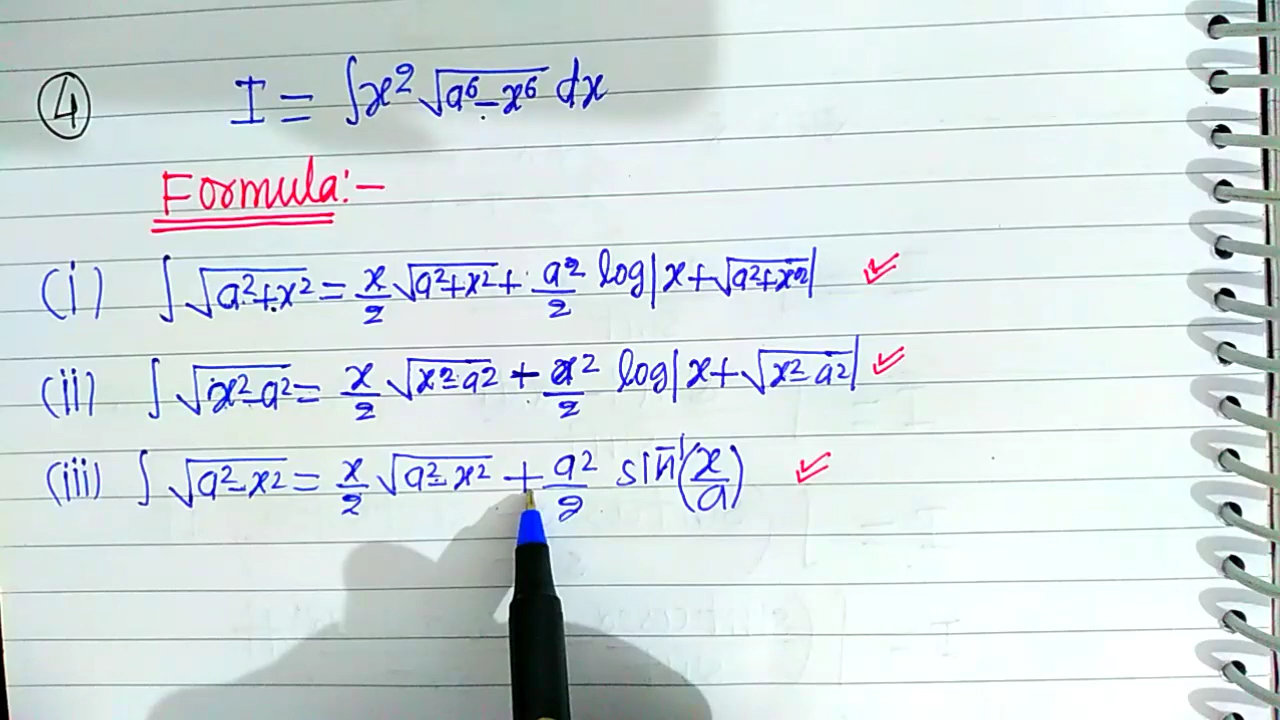 ④ I = ∫x² √(a⁶-x⁶) dx
Formula:-
(i) ∫ √(a²+x²) = x/2 √(a²+x²) + a²/2 log|x+√(a²+x²)|
(ii) ∫ √(x²-a²) = x/2 √(x²-a²) - a²/2 log|x+√(x²-a²)|
(iii) ∫ √(a²-x²) = x/2 √(a²-x²) + a²/2 sin⁻¹(x/a)